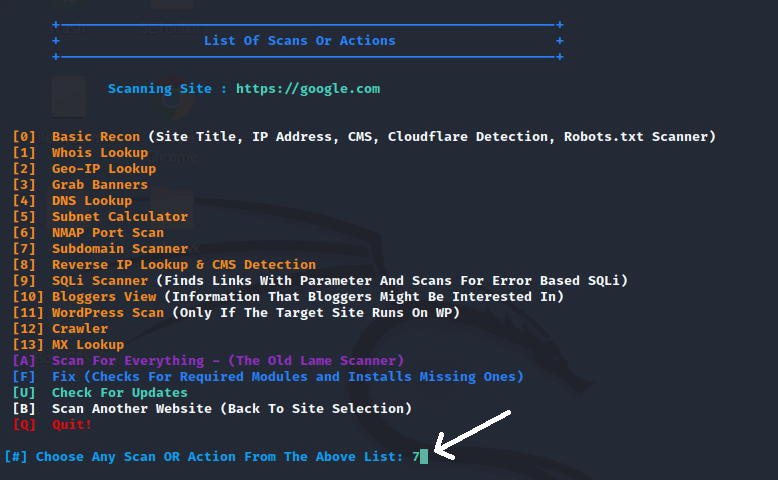 List Of Scans Or Actions
Scanning Site : https://google.com
[0] Basic Recon (Site Title, IP Address, CMS, Cloudflare Detection, Robots.txt Scanner)
[1] Whois Lookup
[2] Geo-IP Lookup
[3] Grab Banners
[4] DNS Lookup
[5] Subnet Calculator
[6] NMAP Port Scan
[7] Subdomain Scanner
[8] Reverse IP Lookup & CMS Detection
[9] SQLi Scanner (Finds Links With Parameter And Scans For Error Based SQLi)
[10] Bloggers View (Information That Bloggers Might Be Interested In)
[11] WordPress Scan (Only If The Target Site Runs On WP)
[12] Crawler
[13] MX Lookup
[A] Scan For Everything - (The Old Lame Scanner)
[F] Fix (Checks For Required Modules and Installs Missing Ones)
[U] Check For Updates
[B] Scan Another Website (Back To Site Selection)
[Q] Quit!
[#] Choose Any Scan OR Action From The Above List: 7